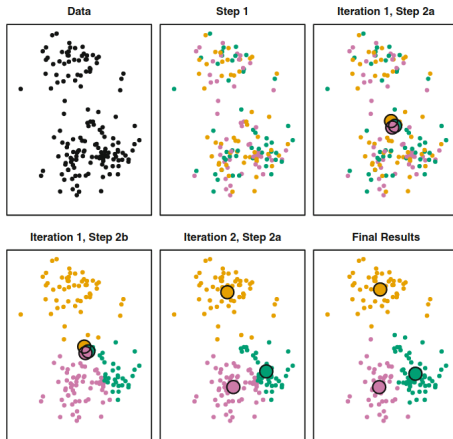 Data
Step 1
Iteration 1, Step 2a
Iteration 1, Step 2b
Iteration 2, Step 2a
Final Results